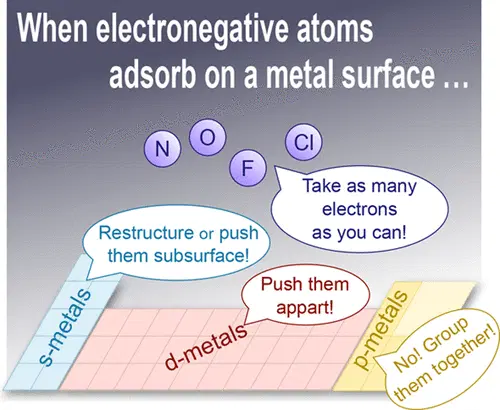 When electronegative atoms
adsorb on a metal surface ...
N
O
F
Cl
Take as many
electrons
as you can!
Restructure or push
them subsurface!
Push them
appart!
s-metals
d-metals
p-metals
No! Group
them together!